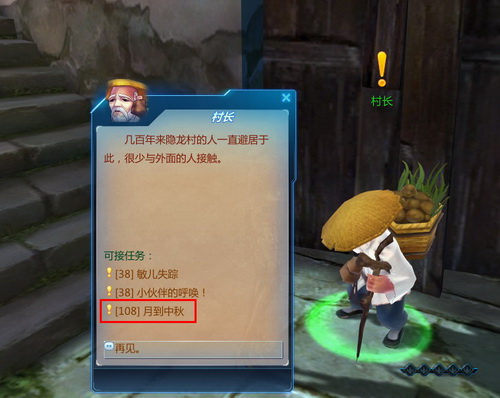 村长
村长
几百年来隐龙村的人一直避居于
此，很少与外面的人接触。
可接任务：
[38] 敏儿失踪
[38] 小伙伴的呼唤！
[108] 月到中秋
再见。